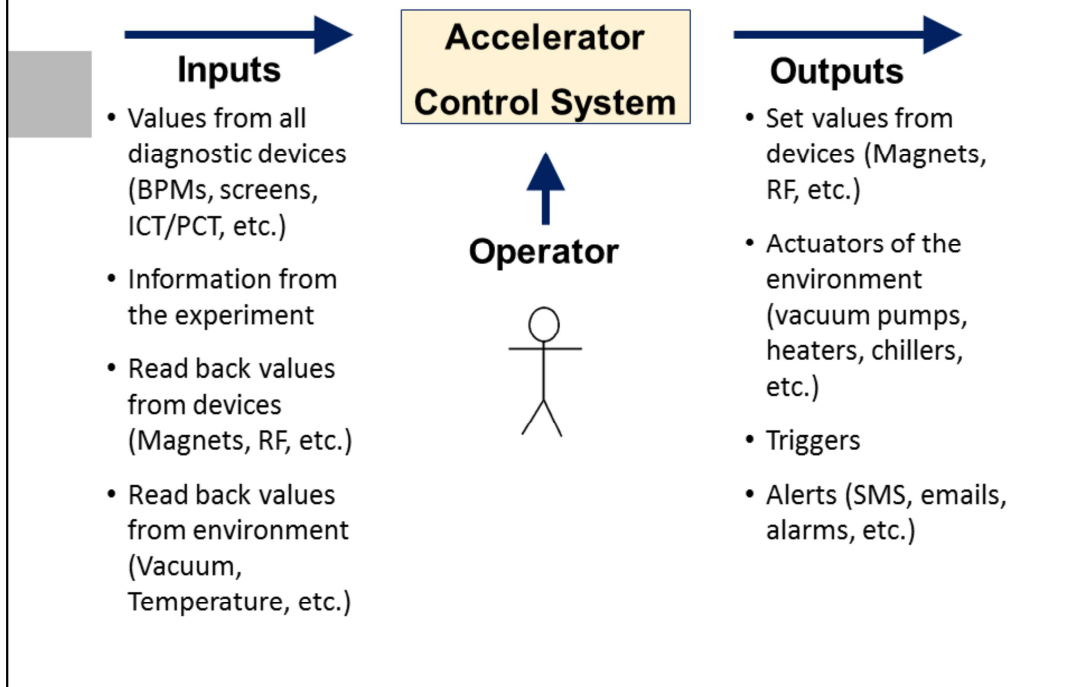 Accelerator
Control System
Inputs
• Values from all
diagnostic devices
(BPMs, screens,
ICT/PCT, etc.)
• Information from
the experiment
• Read back values
from devices
(Magnets, RF, etc.)
• Read back values
from environment
(Vacuum,
Temperature, etc.)
Operator
Outputs
• Set values from
devices (Magnets,
RF, etc.)
• Actuators of the
environment
(vacuum pumps,
heaters, chillers,
etc.)
• Triggers
• Alerts (SMS, emails,
alarms, etc.)